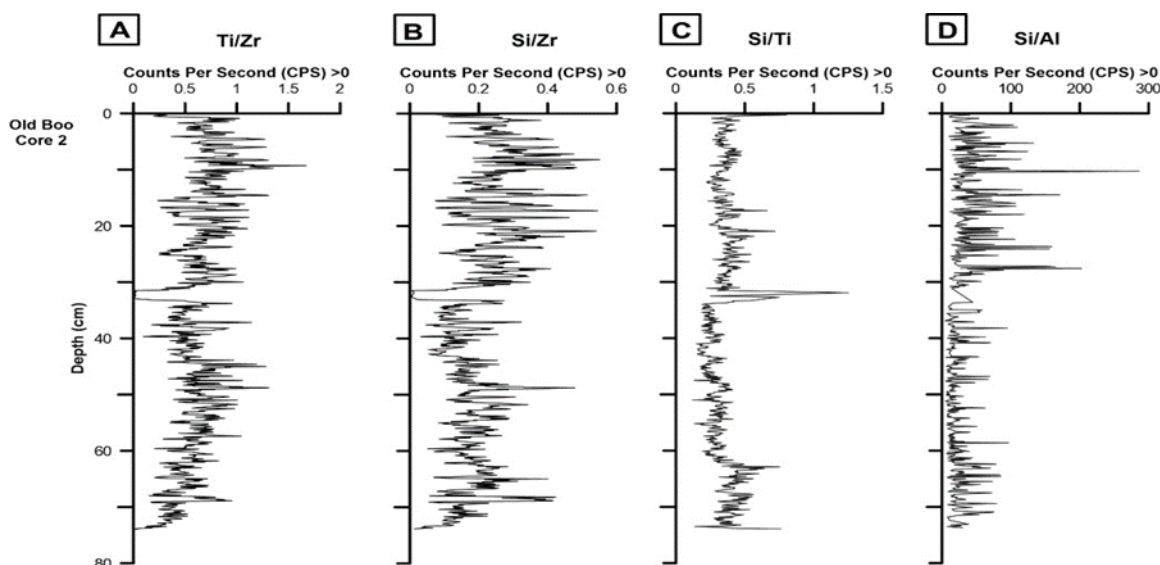 A B C D
Ti/Zr Si/Zr Si/Ti Si/Al
Counts Per Second (CPS) >0 Counts Per Second (CPS) >0 Counts Per Second (CPS) >0 Counts Per Second (CPS) >0
0 0.5 1 1.5 2 0 0.2 0.4 0.6 0 0.5 1 1.5 0 100 200 300
Old Boo
Core 2
0
20
40
60
80
Depth (cm)